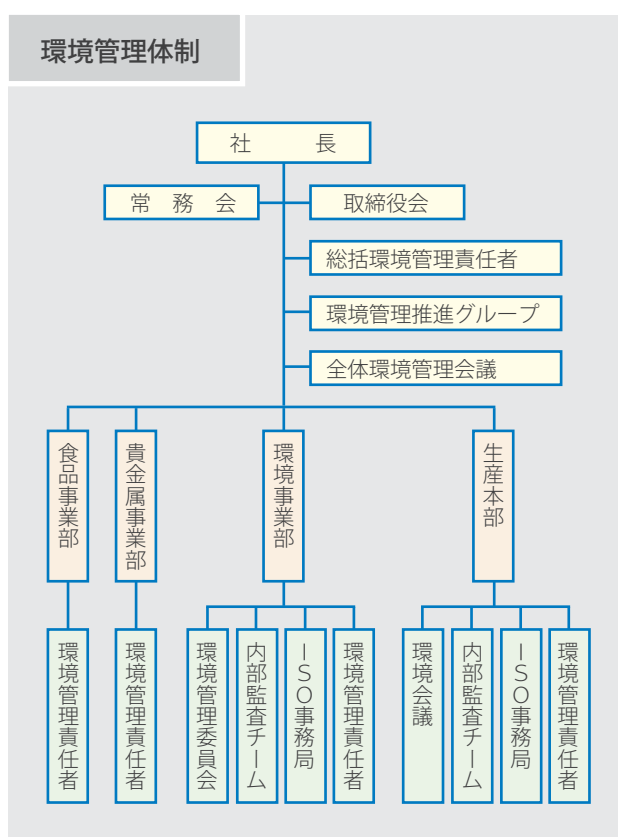 環境管理体制
社長
常務会
取締役会
総括環境管理責任者
環境管理推進グループ
全体環境管理会議
食品事業部
貴金属事業部
環境事業部
生産本部
環境管理責任者
環境管理責任者
環境管理委員会
内部監査チーム
ISO事務局
環境管理責任者
環境会議
内部監査チーム
ISO事務局
環境管理責任者